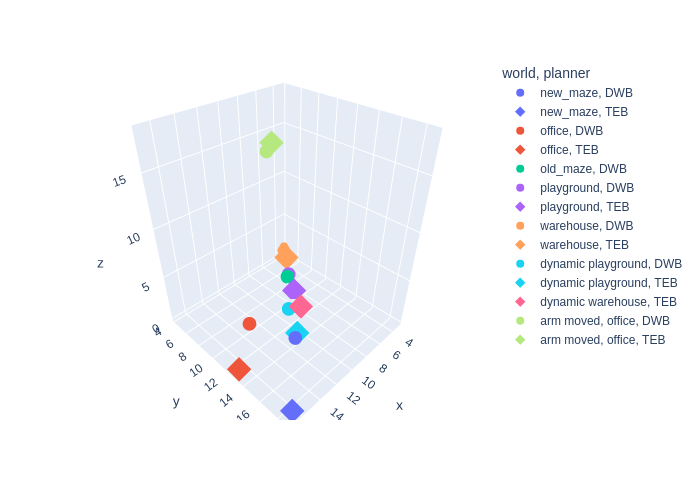 world, planner
new_maze, DWB
new_maze, TEB
office, DWB
office, TEB
old_maze, DWB
playground, DWB
playground, TEB
warehouse, DWB
warehouse, TEB
dynamic playground, DWB
dynamic playground, TEB
dynamic warehouse, TEB
arm moved, office, DWB
arm moved, office, TEB
15
10
z
5
0
4
6
8
10
12
14
16
y
4
6
8
10
12
14
x